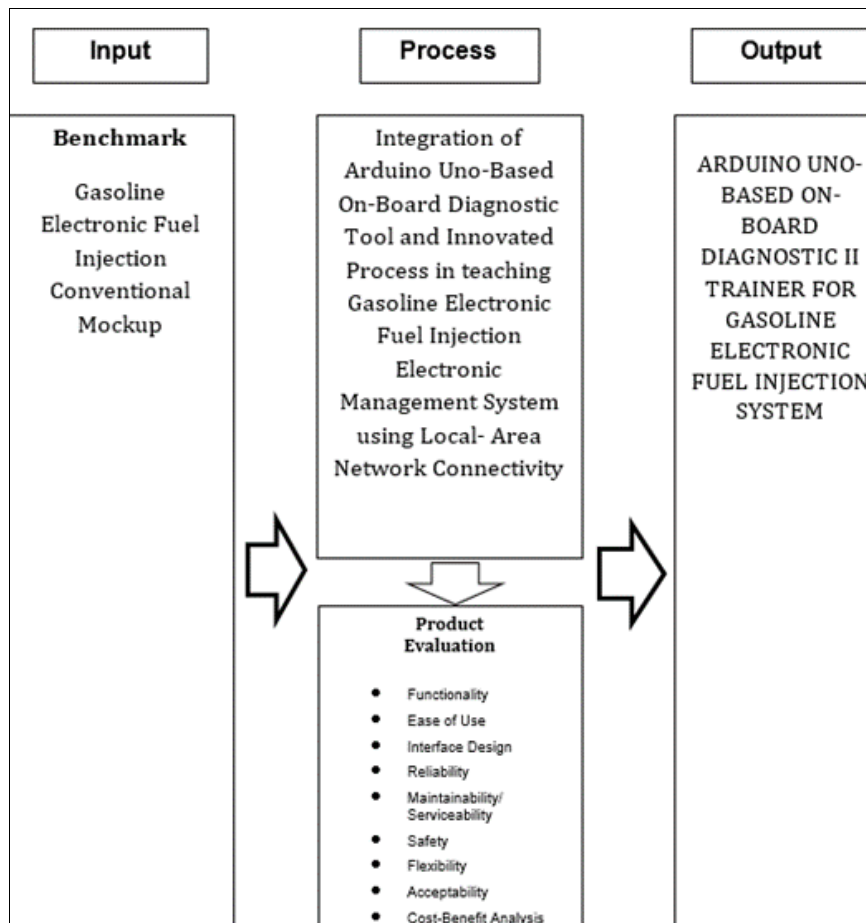 Input
Process
Output
Benchmark
Gasoline
Electronic Fuel
Injection
Conventional
Mockup
Integration of
Arduino Uno-Based
On-Board Diagnostic
Tool and Innovated
Process in teaching
Gasoline Electronic
Fuel Injection
Electronic
Management System
using Local- Area
Network Connectivity
Product
Evaluation
● Functionality
● Ease of Use
● Interface Design
● Reliability
● Maintainability/
Serviceability
● Safety
● Flexibility
● Acceptability
● Cost-Benefit Analysis
ARDUINO UNO-
BASED ON-
BOARD
DIAGNOSTIC II
TRAINER FOR
GASOLINE
ELECTRONIC
FUEL INJECTION
SYSTEM